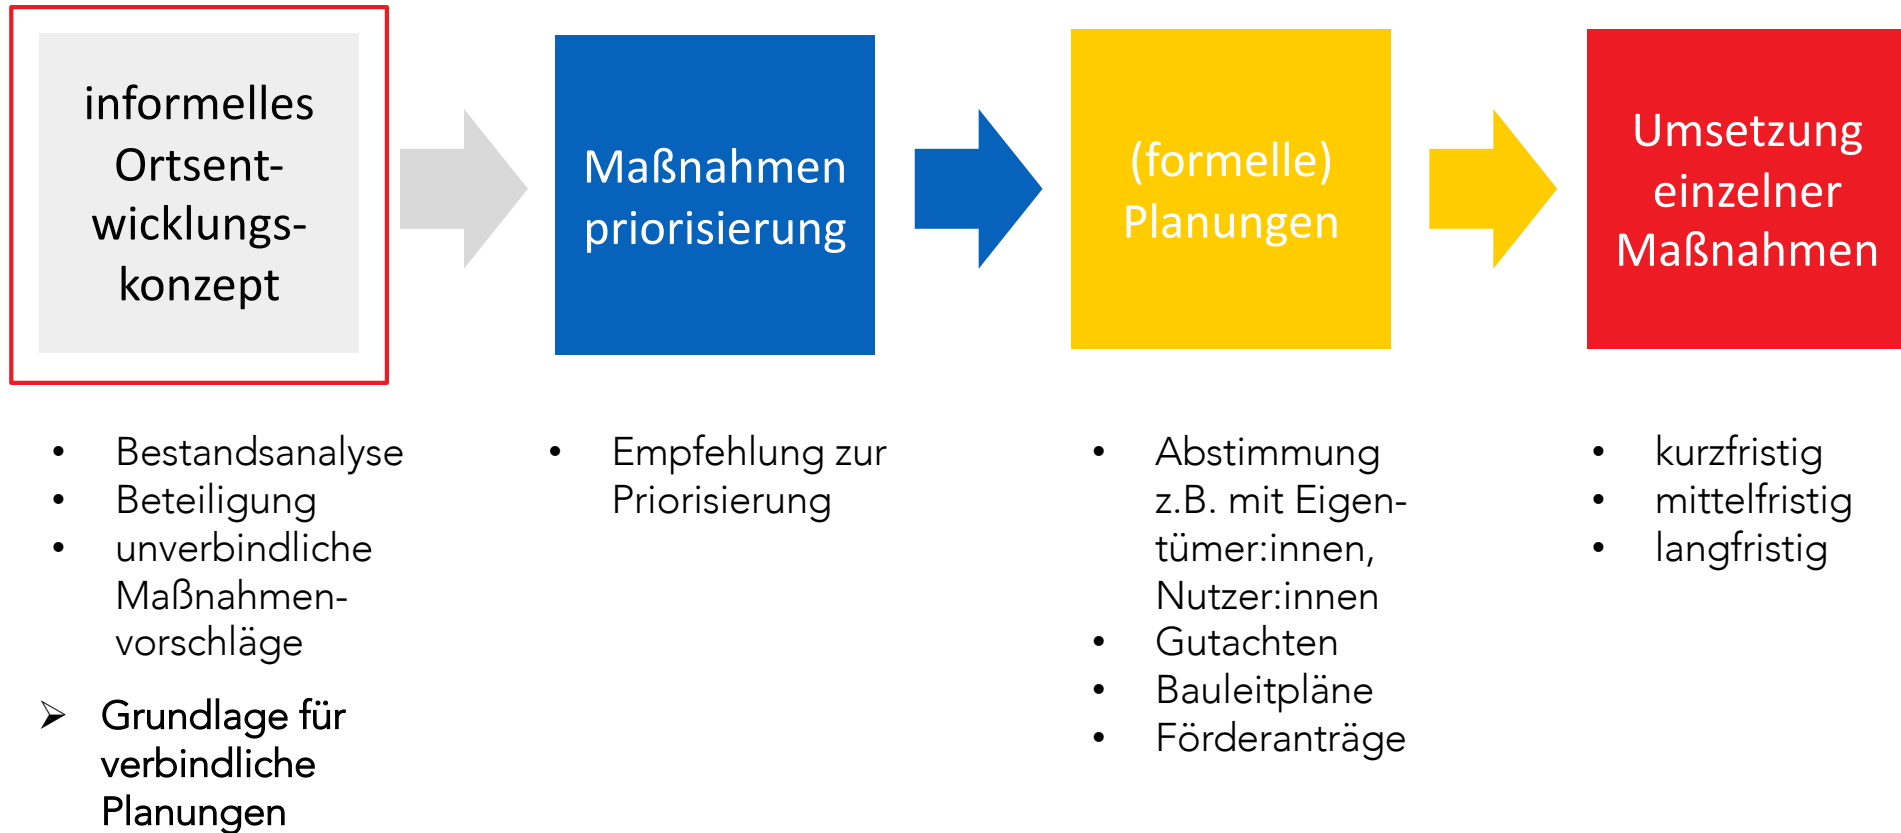 informelles
Ortsent-
wicklungs-
konzept
Maßnahmen
priorisierung
(formelle)
Planungen
Umsetzung
einzelner
Maßnahmen
• Bestandsanalyse
• Beteiligung
• unverbindliche
Maßnahmen-
vorschläge
➢ Grundlage für
verbindliche
Planungen
• Empfehlung zur
Priorisierung
• Abstimmung
z.B. mit Eigen-
tümer:innen,
Nutzer:innen
• Gutachten
• Bauleitpläne
• Förderanträge
• kurzfristig
• mittelfristig
• langfristig